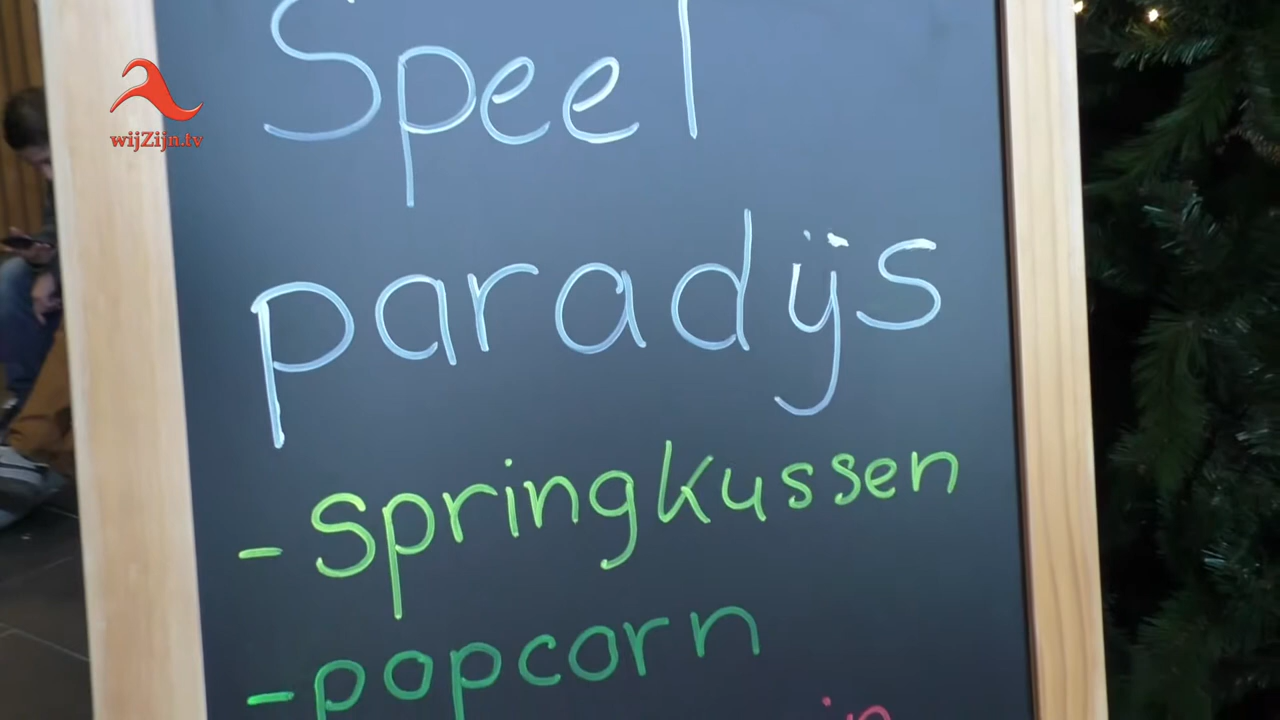 wijZijn.tv
Speel
paradijs
- springkussen
- popcorn